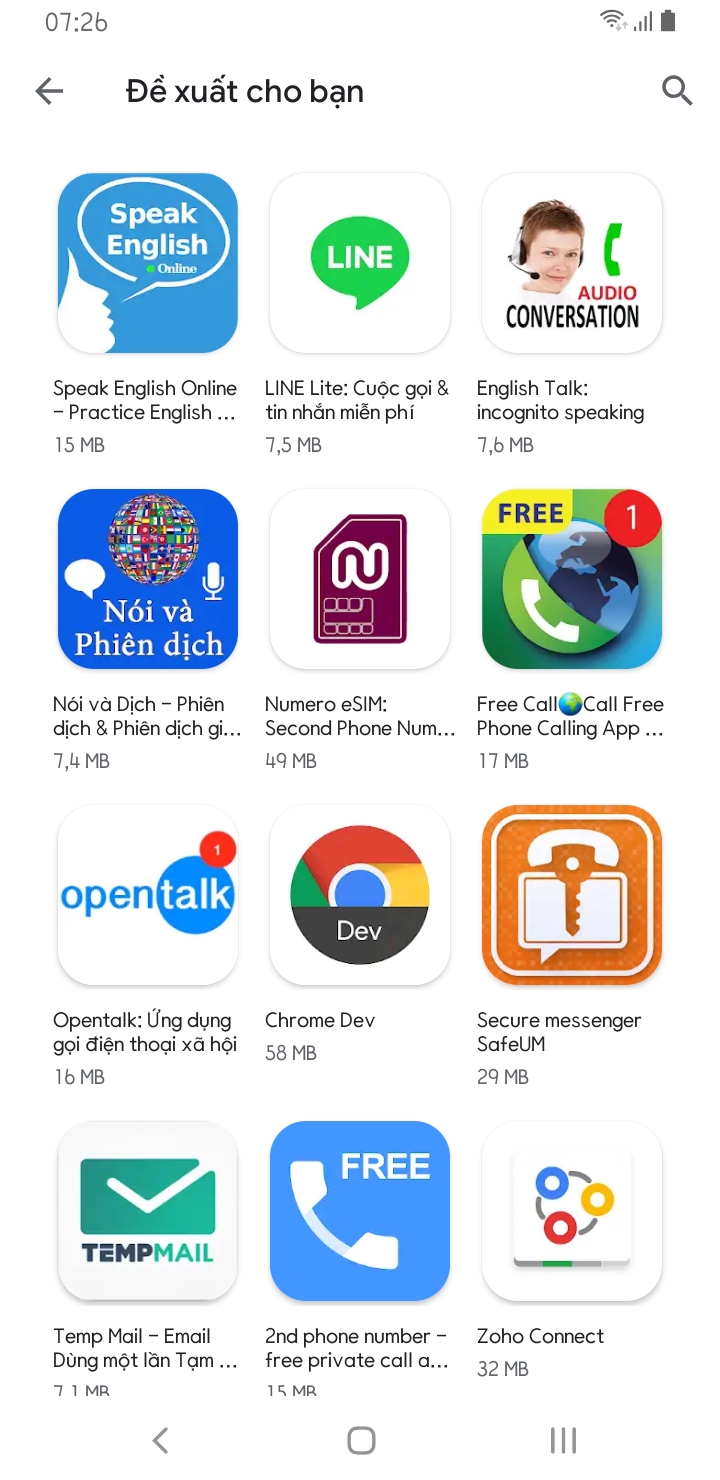 07:26
Đề xuất cho bạn
Speak
English
Online
LINE
AUDIO
CONVERSATION
Speak English Online
– Practice English ...
15 MB
LINE Lite: Cuộc gọi &
tin nhắn miễn phí
7,5 MB
English Talk:
incognito speaking
7,6 MB
Nói và
Phiên dịch
N
FREE
1
Nói và Dịch – Phiên
dịch & Phiên dịch gi...
7,4 MB
Numero eSIM:
Second Phone Num...
49 MB
Free Call🌍Call Free
Phone Calling App ...
17 MB
1
opentalk
Dev
Opentalk: Ứng dụng
gọi điện thoại xã hội
16 MB
Chrome Dev
58 MB
Secure messenger
SafeUM
29 MB
TEMPMAIL
FREE
Temp Mail – Email
Dùng một lần Tạm ...
7,1 MB
2nd phone number –
free private call a...
15 MB
Zoho Connect
32 MB